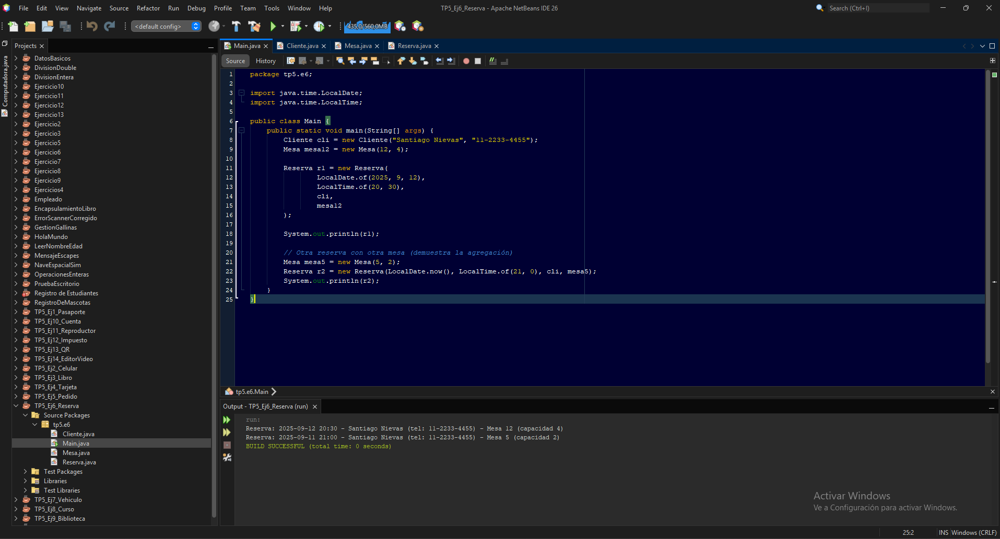 File Edit View Navigate Source Refactor Run Debug Profile Team Tools Window Help
TP5_Ej6_Reserva - Apache NetBeans IDE 26
Search (Ctrl+I)
<default config>
435,0/560,0MB
Computadora.java
Projects
DatosBasicos
DivisionDouble
DivisionEntera
Ejercicio10
Ejercicio11
Ejercicio12
Ejercicio13
Ejercicio2
Ejercicio3
Ejercicio5
Ejercicio6
Ejercicio7
Ejercicio8
Ejercicio9
Ejercicios4
Empleado
EncapsulamientoLibro
ErrorScannerCorregido
GestionGallinas
HolaMundo
LeerNombreEdad
MensajeEscapes
NaveEspacialSim
OperacionesEnteras
PruebaEscritorio
Registro de Estudiantes
RegistroDeMascotas
TP5_Ej1_Pasaporte
TP5_Ej10_Cuenta
TP5_Ej11_Reproductor
TP5_Ej12_Impuesto
TP5_Ej13_QR
TP5_Ej14_EditorVideo
TP5_Ej2_Celular
TP5_Ej3_Libro
TP5_Ej4_Tarjeta
TP5_Ej5_Pedido
TP5_Ej6_Reserva
Source Packages
tp5.e6
Cliente.java
Main.java
Mesa.java
Reserva.java
Test Packages
Libraries
Test Libraries
TP5_Ej7_Vehiculo
TP5_Ej8_Curso
TP5_Ej9_Biblioteca
Main.java Cliente.java Mesa.java Reserva.java
Source History
1 package tp5.e6;
2
3 import java.time.LocalDate;
4 import java.time.LocalTime;
5
6 public class Main {
7 public static void main(String[] args) {
8 Cliente cli = new Cliente("Santiago Nievas", "11-2233-4455");
9 Mesa mesa12 = new Mesa(12, 4);
10
11 Reserva r1 = new Reserva(
12 LocalDate.of(2025, 9, 12),
13 LocalTime.of(20, 30),
14 cli,
15 mesa12
16 );
17
18 System.out.println(r1);
19
20 // Otra reserva con otra mesa (demuestra la agregación)
21 Mesa mesa5 = new Mesa(5, 2);
22 Reserva r2 = new Reserva(LocalDate.now(), LocalTime.of(21, 0), cli, mesa5);
23 System.out.println(r2);
24 }
25 }
tp5.e6.Main
Output - TP5_Ej6_Reserva (run)
run:
Reserva: 2025-09-12 20:30 - Santiago Nievas (tel: 11-2233-4455) - Mesa 12 (capacidad 4)
Reserva: 2025-09-11 21:00 - Santiago Nievas (tel: 11-2233-4455) - Mesa 5 (capacidad 2)
BUILD SUCCESSFUL (total time: 0 seconds)
Activar Windows
Ve a Configuración para activar Windows.
25:2 INS Windows (CRLF)